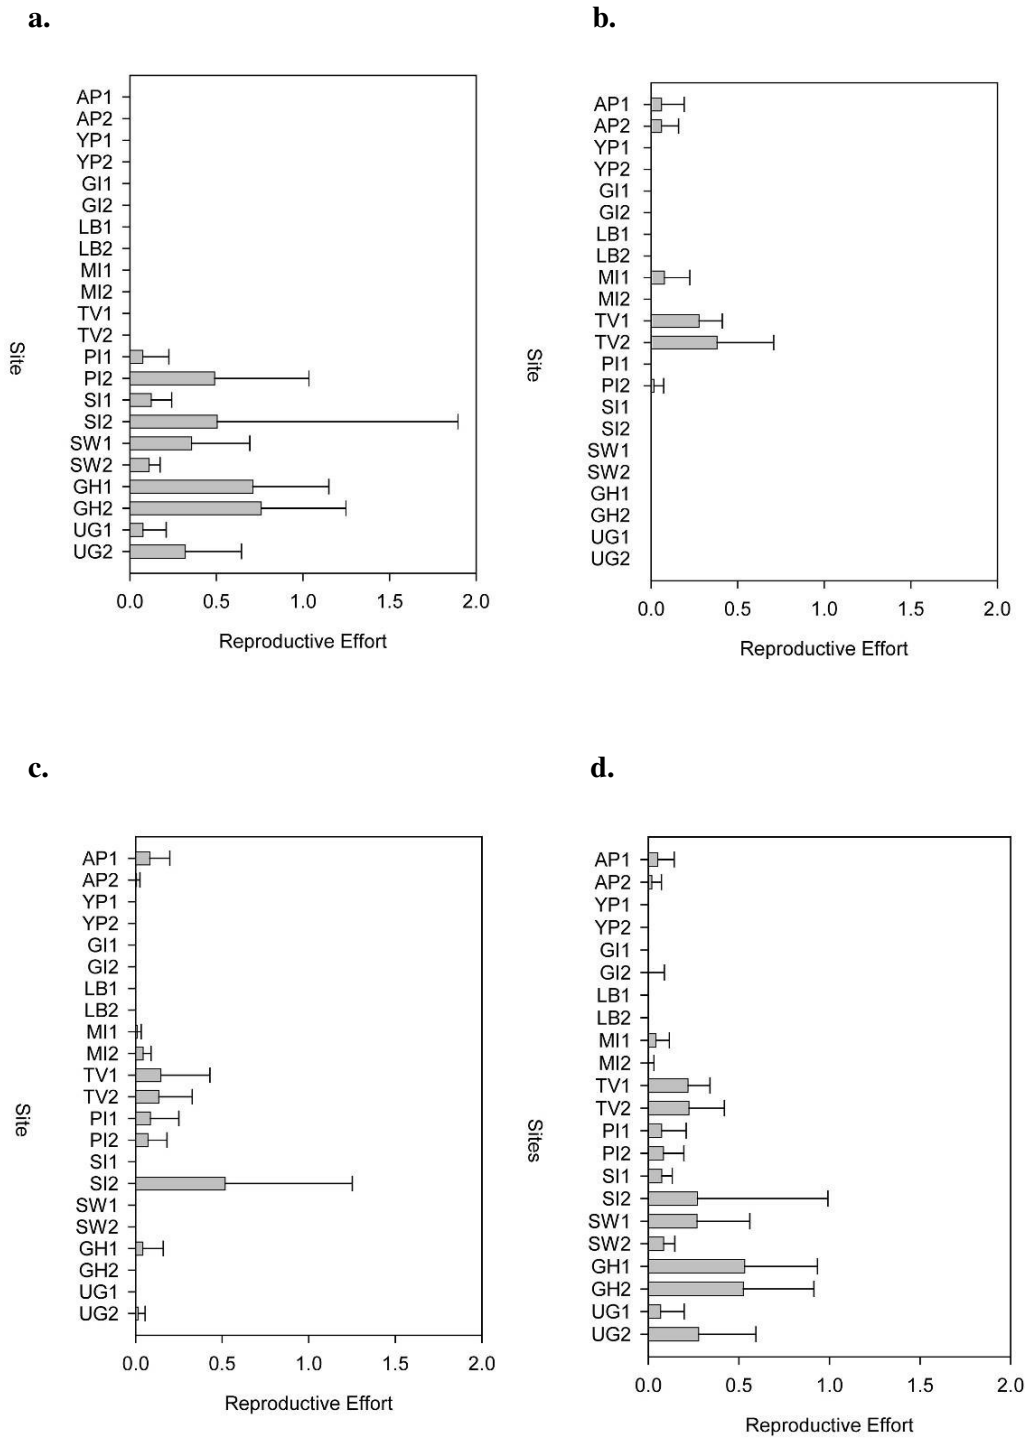 a.
AP1
AP2
YP1
YP2
GI1
GI2
LB1
LB2
MI1
MI2
TV1
TV2
PI1
PI2
SI1
SI2
SW1
SW2
GH1
GH2
UG1
UG2
Site
0.0 0.5 1.0 1.5 2.0
Reproductive Effort
b.
AP1
AP2
YP1
YP2
GI1
GI2
LB1
LB2
MI1
MI2
TV1
TV2
PI1
PI2
SI1
SI2
SW1
SW2
GH1
GH2
UG1
UG2
Site
0.0 0.5 1.0 1.5 2.0
Reproductive Effort
c.
AP1
AP2
YP1
YP2
GI1
GI2
LB1
LB2
MI1
MI2
TV1
TV2
PI1
PI2
SI1
SI2
SW1
SW2
GH1
GH2
UG1
UG2
Site
0.0 0.5 1.0 1.5 2.0
Reproductive Effort
d.
AP1
AP2
YP1
YP2
GI1
GI2
LB1
LB2
MI1
MI2
TV1
TV2
PI1
PI2
SI1
SI2
SW1
SW2
GH1
GH2
UG1
UG2
Sites
0.0 0.5 1.0 1.5 2.0
Reproductive Effort